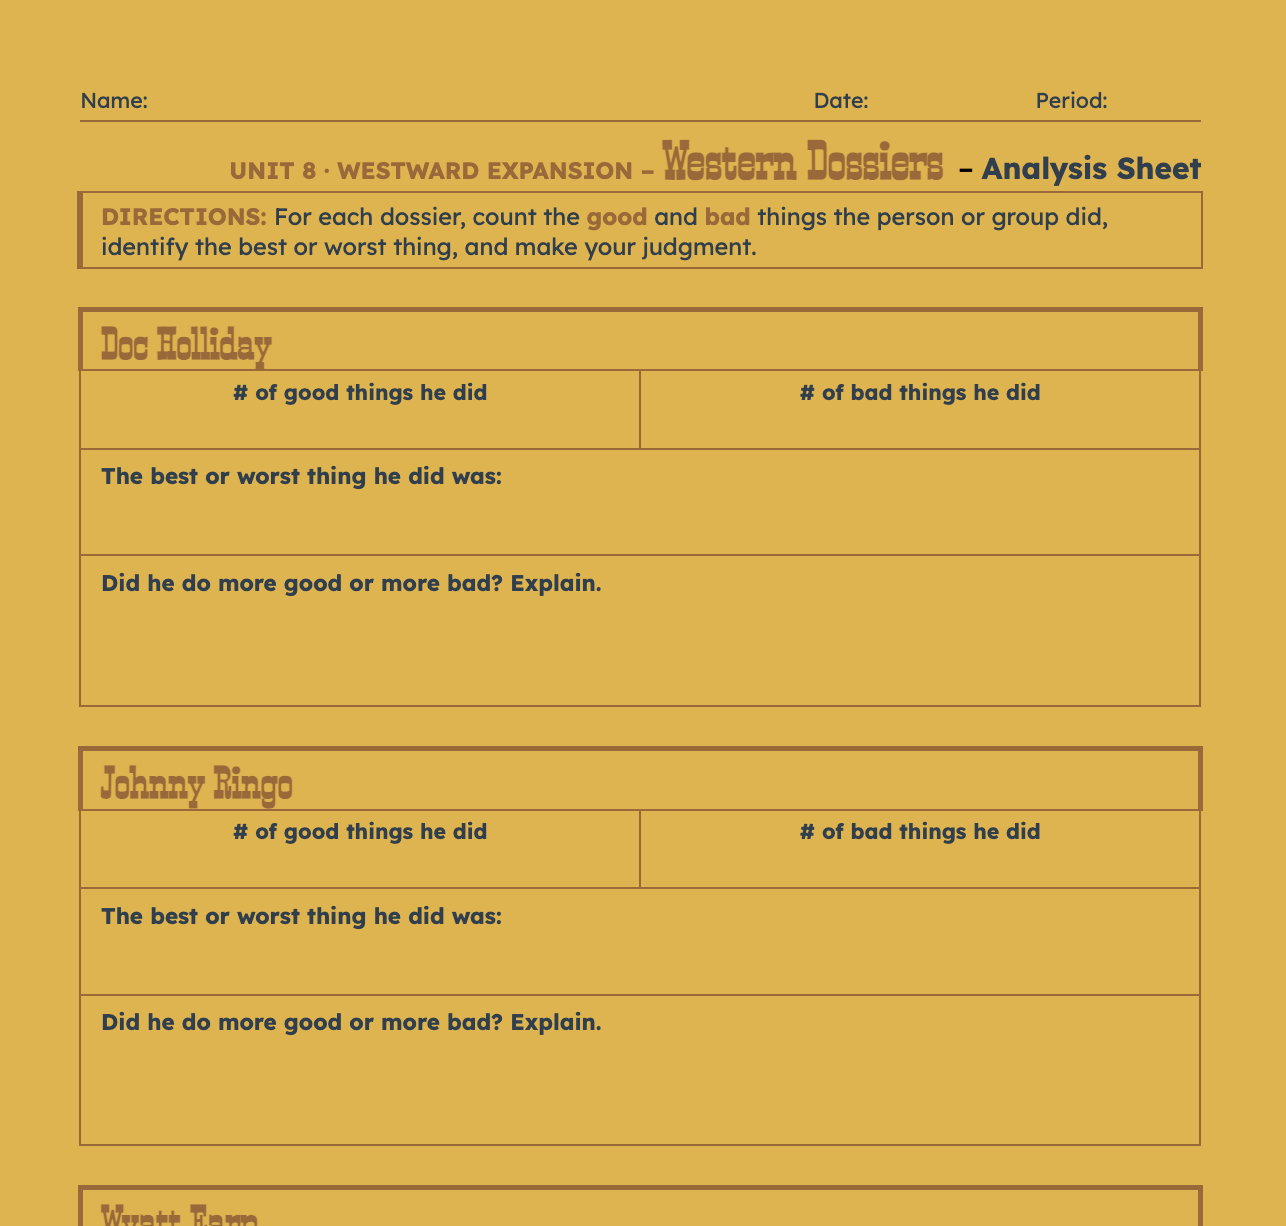 Name: Date: Period:
UNIT 8 · WESTWARD EXPANSION – Western Dossiers – Analysis Sheet
DIRECTIONS: For each dossier, count the good and bad things the person or group did,
identify the best or worst thing, and make your judgment.
Doc Holliday
# of good things he did # of bad things he did
The best or worst thing he did was:
Did he do more good or more bad? Explain.
Johnny Ringo
# of good things he did # of bad things he did
The best or worst thing he did was:
Did he do more good or more bad? Explain.
Wyatt Earp